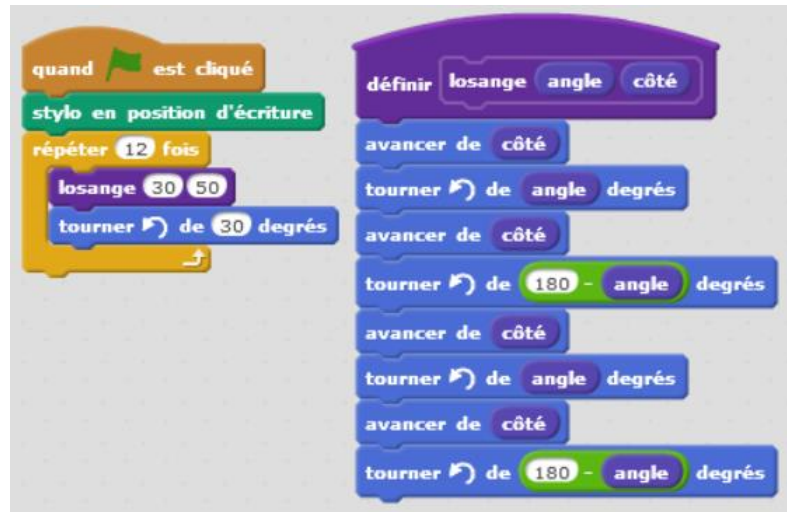 quand est cliqué
stylo en position d'écriture
répéter 12 fois
losange 30 50
tourner de 30 degrés
définir losange angle côté
avancer de côté
tourner de angle degrés
avancer de côté
tourner de 180 - angle degrés
avancer de côté
tourner de angle degrés
avancer de côté
tourner de 180 - angle degrés